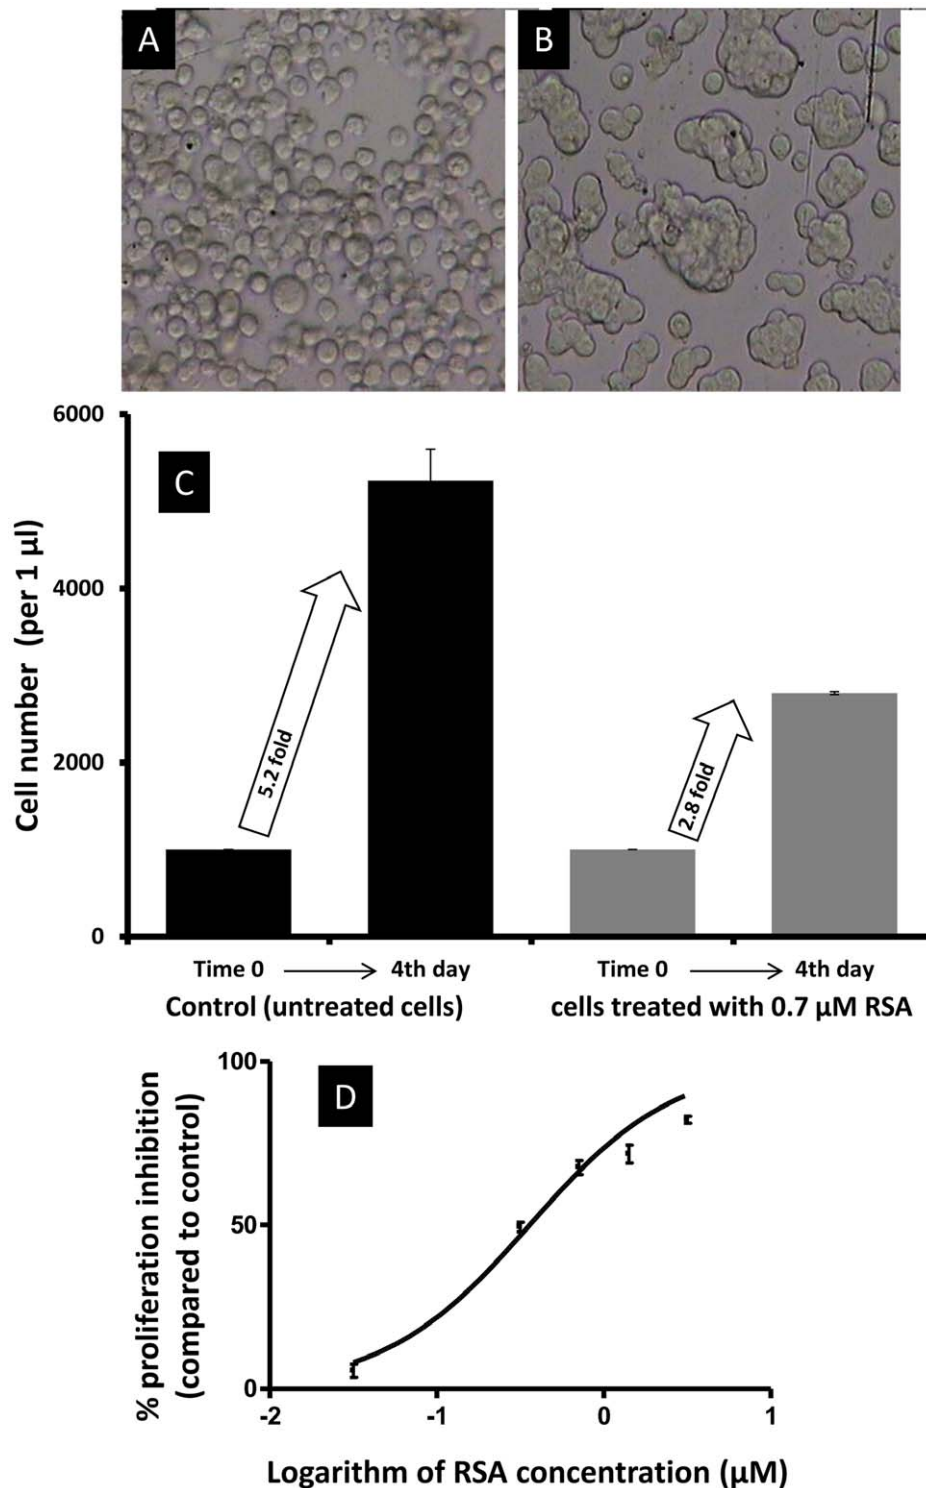 A
B
C
Cell number (per 1 µl)
6000
4000
2000
0
5.2 fold
2.8 fold
Time 0 → 4th day
Time 0 → 4th day
Control (untreated cells)
cells treated with 0.7 µM RSA
D
% proliferation inhibition
(compared to control)
100
50
0
-2
-1
0
1
Logarithm of RSA concentration (µM)